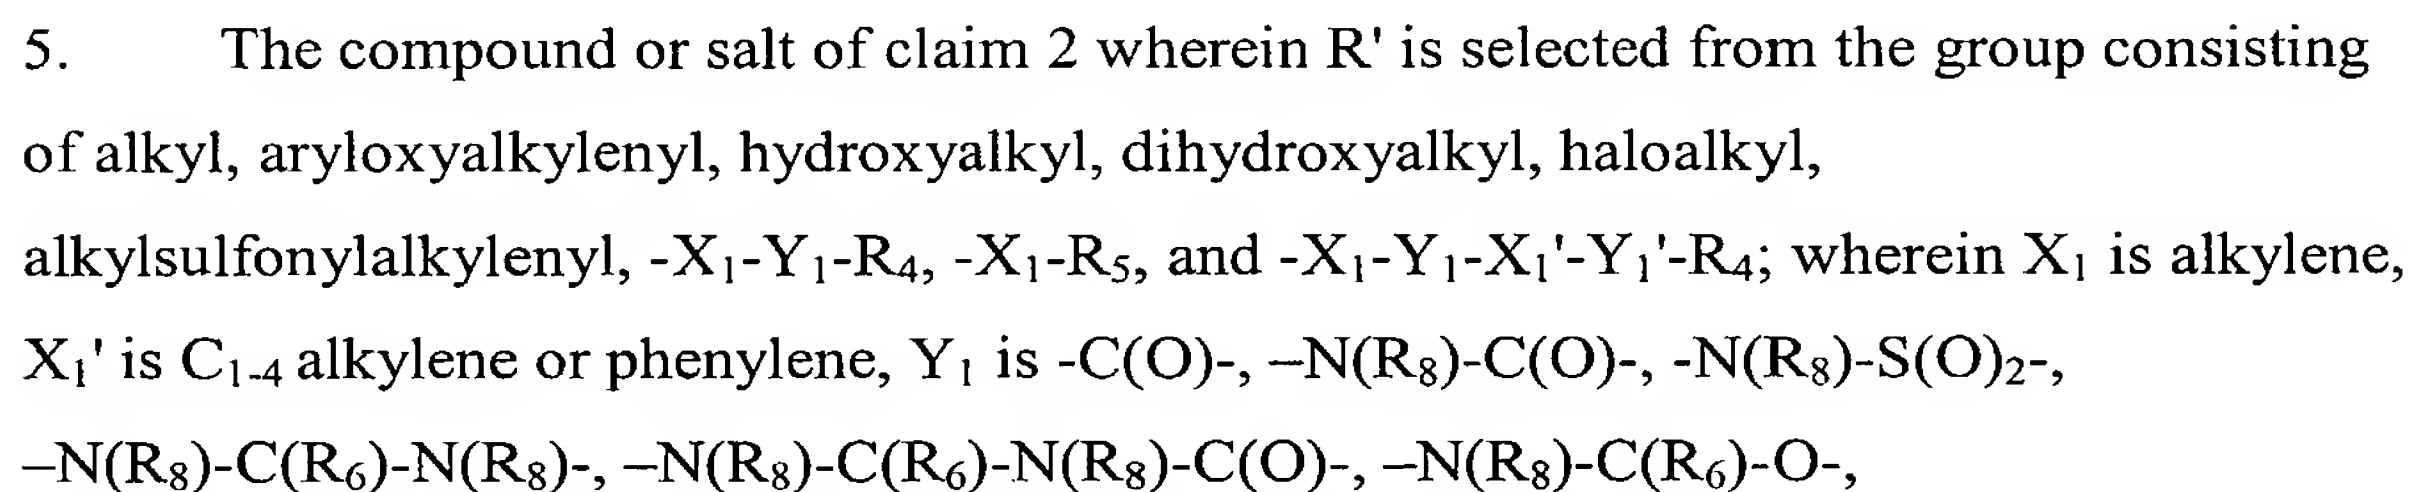 5. The compound or salt of claim 2 wherein R' is selected from the group consisting
of alkyl, aryloxyalkylenyl, hydroxyalkyl, dihydroxyalkyl, haloalkyl,
alkylsulfonylalkylenyl, -X₁-Y₁-R₄, -X₁-R₅, and -X₁-Y₁-X₁'-Y₁'-R₄; wherein X₁ is alkylene,
X₁' is C₁₋₄ alkylene or phenylene, Y₁ is -C(O)-, –N(R₈)-C(O)-, -N(R₈)-S(O)₂-,
–N(R₈)-C(R₆)-N(R₈)-, –N(R₈)-C(R₆)-N(R₈)-C(O)-, –N(R₈)-C(R₆)-O-,